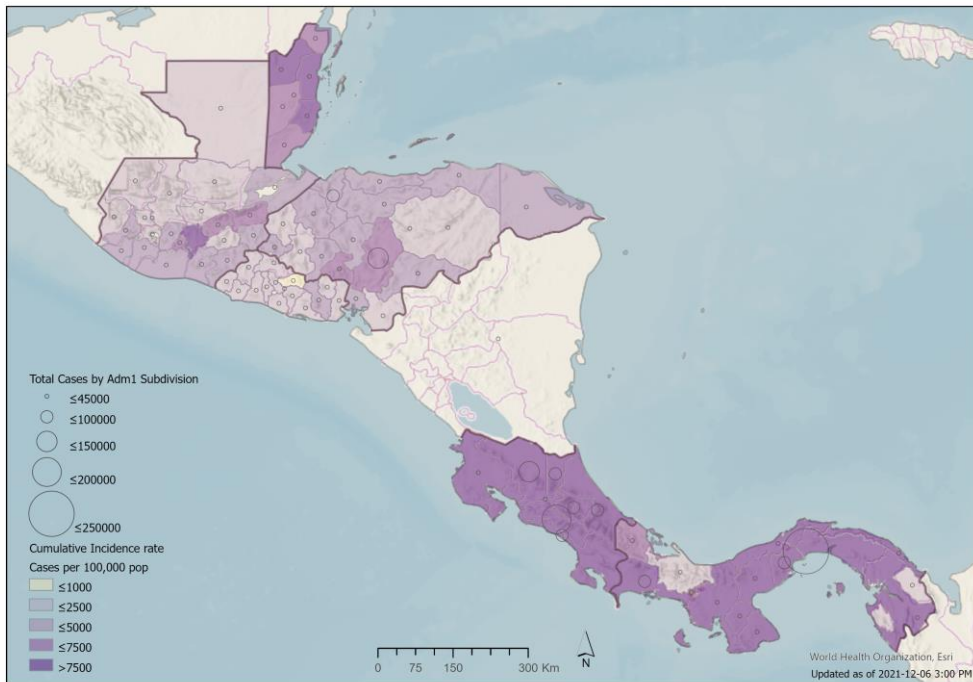 Total Cases by Adm1 Subdivision
≤45000
≤100000
≤150000
≤200000
≤250000
Cumulative Incidence rate
Cases per 100,000 pop
≤1000
≤2500
≤5000
≤7500
>7500
0 75 150 300 Km
N
World Health Organization, Esri
Updated as of 2021-12-06 3:00 PM